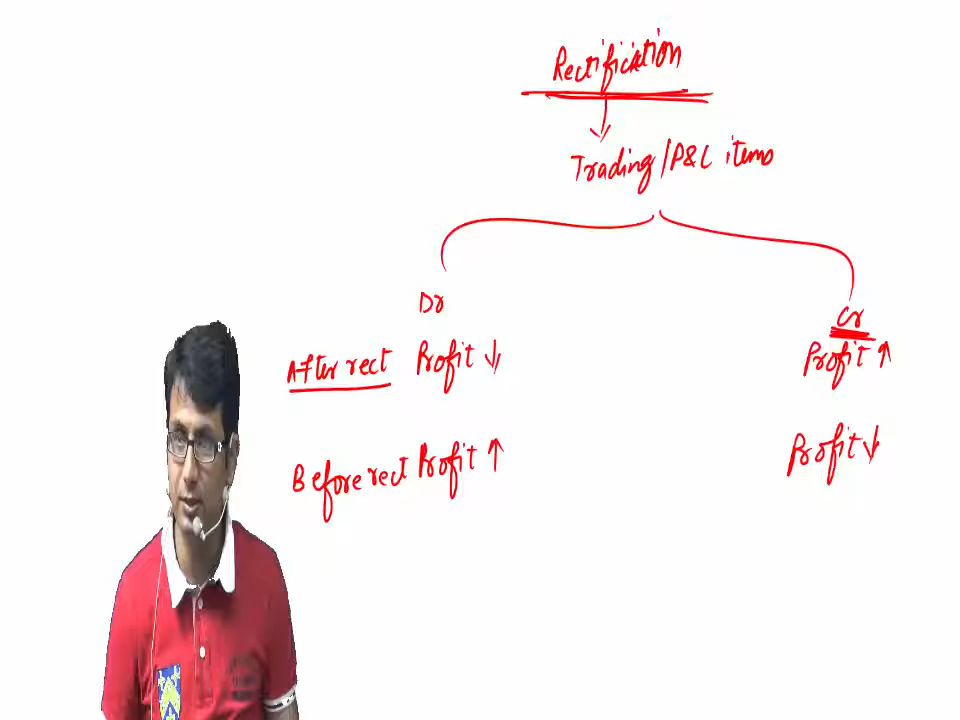 Rectification
Trading/P&L items
Dr
Cr
After rect Profit ↓
Profit ↑
Before rect Profit ↑
Profit ↓